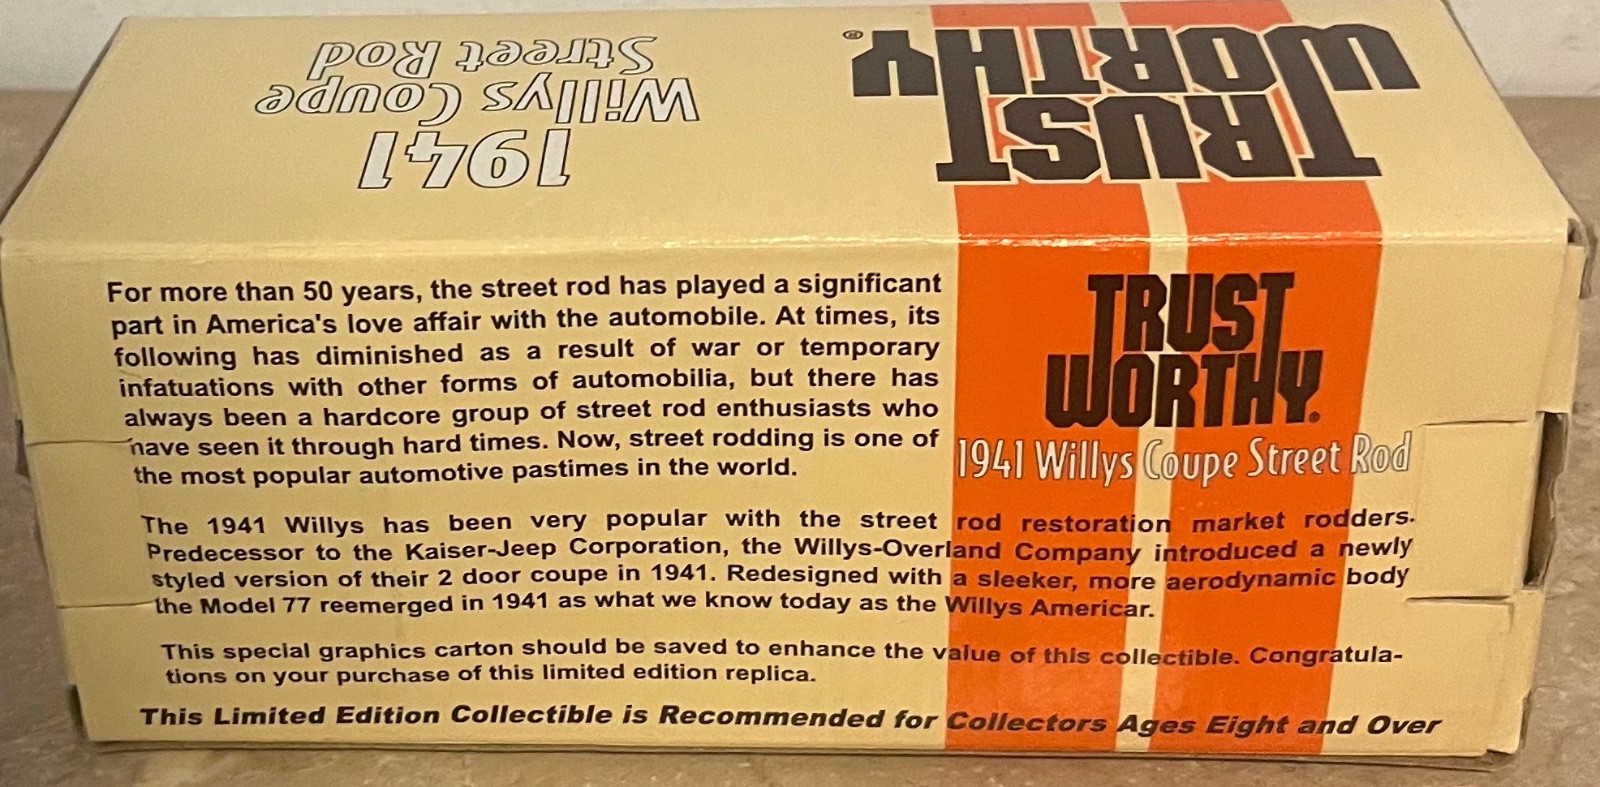 TRUST
WORTHY®
1941
Willys Coupe
Street Rod
For more than 50 years, the street rod has played a significant
part in America's love affair with the automobile. At times, its
following has diminished as a result of war or temporary
infatuations with other forms of automobilia, but there has
always been a hardcore group of street rod enthusiasts who
have seen it through hard times. Now, street rodding is one of
the most popular automotive pastimes in the world.
TRUST
WORTHY®
1941 Willys Coupe Street Rod
The 1941 Willys has been very popular with the street rod restoration market rodders.
Predecessor to the Kaiser-Jeep Corporation, the Willys-Overland Company introduced a newly
styled version of their 2 door coupe in 1941. Redesigned with a sleeker, more aerodynamic body
the Model 77 reemerged in 1941 as what we know today as the Willys Americar.
This special graphics carton should be saved to enhance the value of this collectible. Congratula-
tions on your purchase of this limited edition replica.
This Limited Edition Collectible is Recommended for Collectors Ages Eight and Over